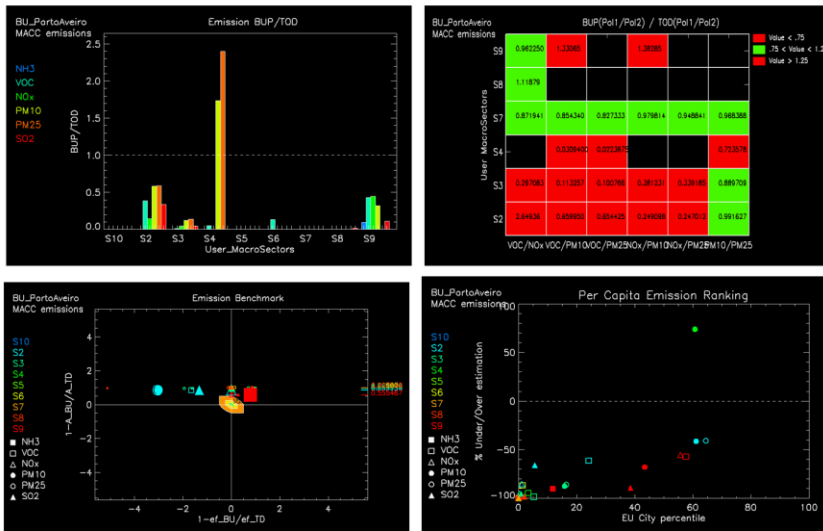 BU_PortoAveiro
MACC emissions
Emission BUP/TOD
NH3
VOC
NOx
PM10
PM25
SO2
BUP/TOD
2.5
2.0
1.5
1.0
0.5
0.0
S10 S2 S3 S4 S5 S6 S7 S8 S9
User_MacroSectors
BU_PortoAveiro
MACC emissions
BUP(Pol1/Pol2) / TOD(Pol1/Pol2)
Value < .75
.75 < Value < 1.2
Value > 1.25
User MacroSectors
S9 0.962250
S8 1.11879
S7 0.871941 0.854340 0.827333 0.979814 0.948841 0.968388
S4 0.723578
S3 0.113257 0.100766 0.889709
S2 0.991627
VOC/NOx VOC/PM10 VOC/PM25 NOx/PM10 NOx/PM25 PM10/PM25
BU_PortoAveiro
MACC emissions
Emission Benchmark
S10
S2
S3
S4
S5
S6
S7
S8
S9
NH3
VOC
NOx
PM10
PM25
SO2
1-A_BU/A_TD
4
2
0
-2
-4
-4 -2 0 2 4
1-ef_BU/ef_TD
BU_PortoAveiro
MACC emissions
Per Capita Emission Ranking
S10
S2
S3
S4
S5
S6
S7
S8
S9
NH3
VOC
NOx
PM10
PM25
SO2
% Under/Over estimation
100
50
0
-50
-100
0 20 40 60 80 100
EU City percentile